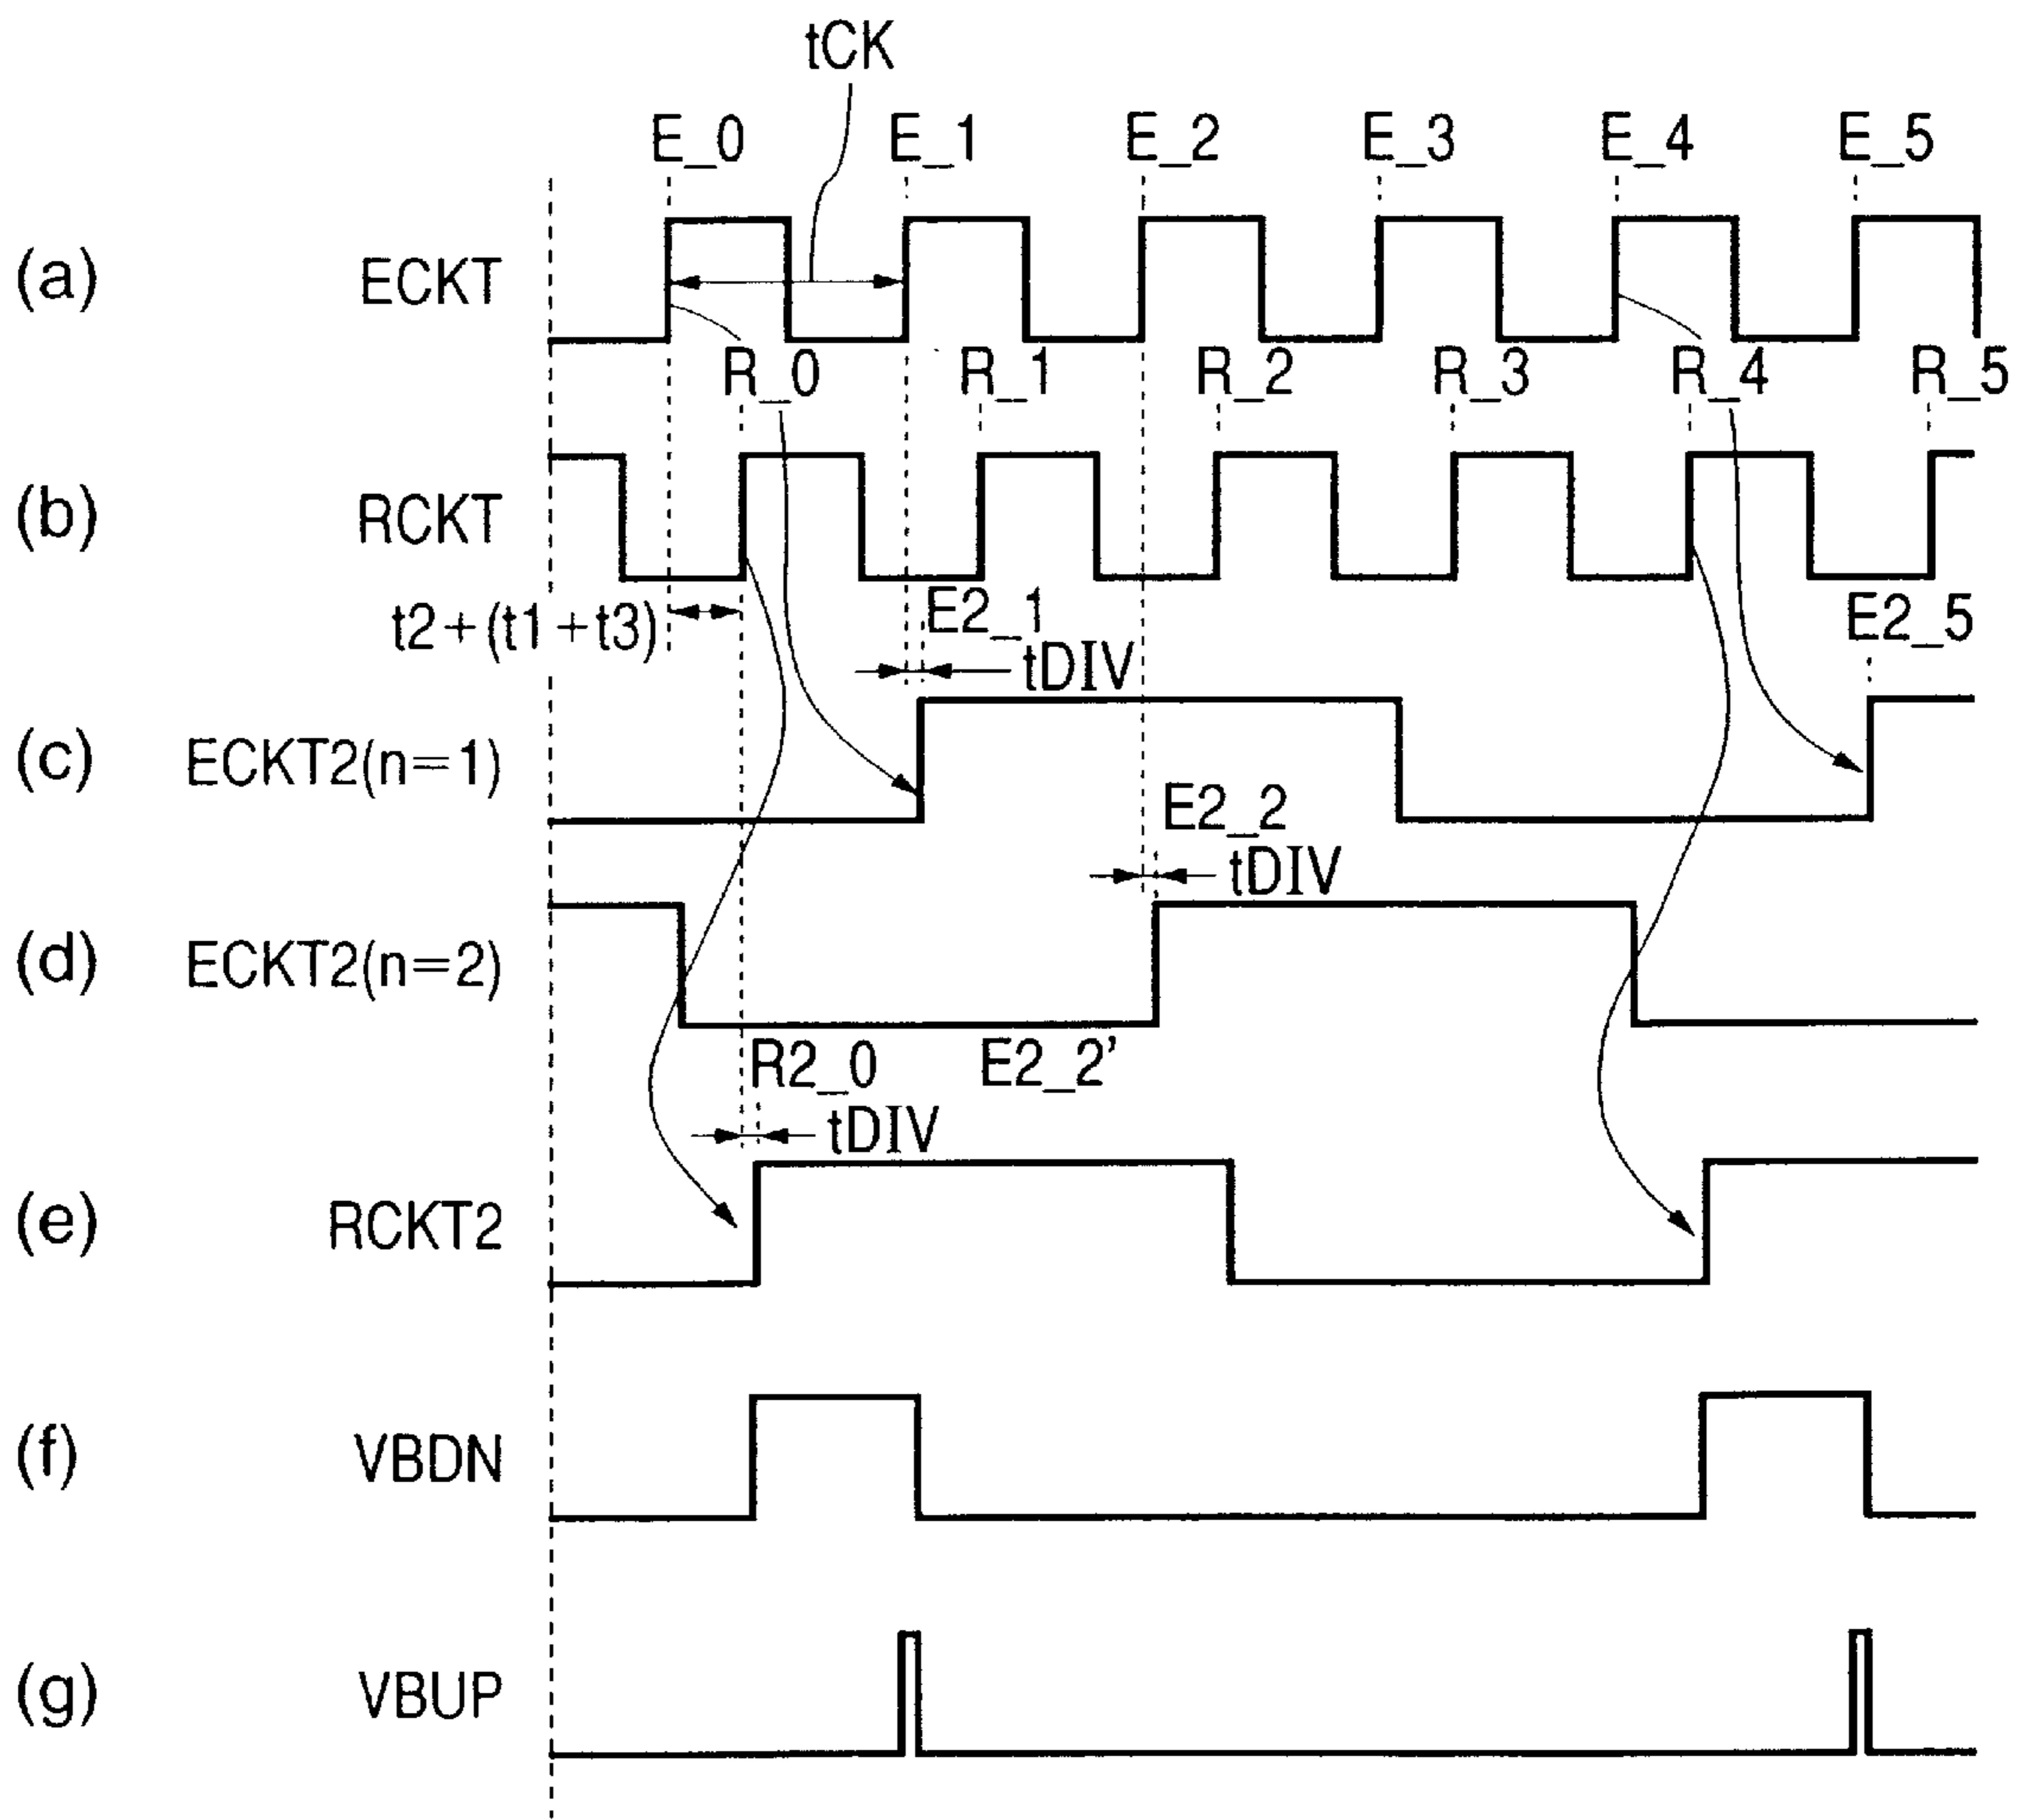 tCK
E_0 E_1 E_2 E_3 E_4 E_5
(a) ECKT
R_0 R_1 R_2 R_3 R_4 R_5
(b) RCKT
t2+(t1+t3) E2_1 E2_5
tDIV
(c) ECKT2(n=1)
E2_2
tDIV
(d) ECKT2(n=2)
R2_0 E2_2'
tDIV
(e) RCKT2
(f) VBDN
(g) VBUP